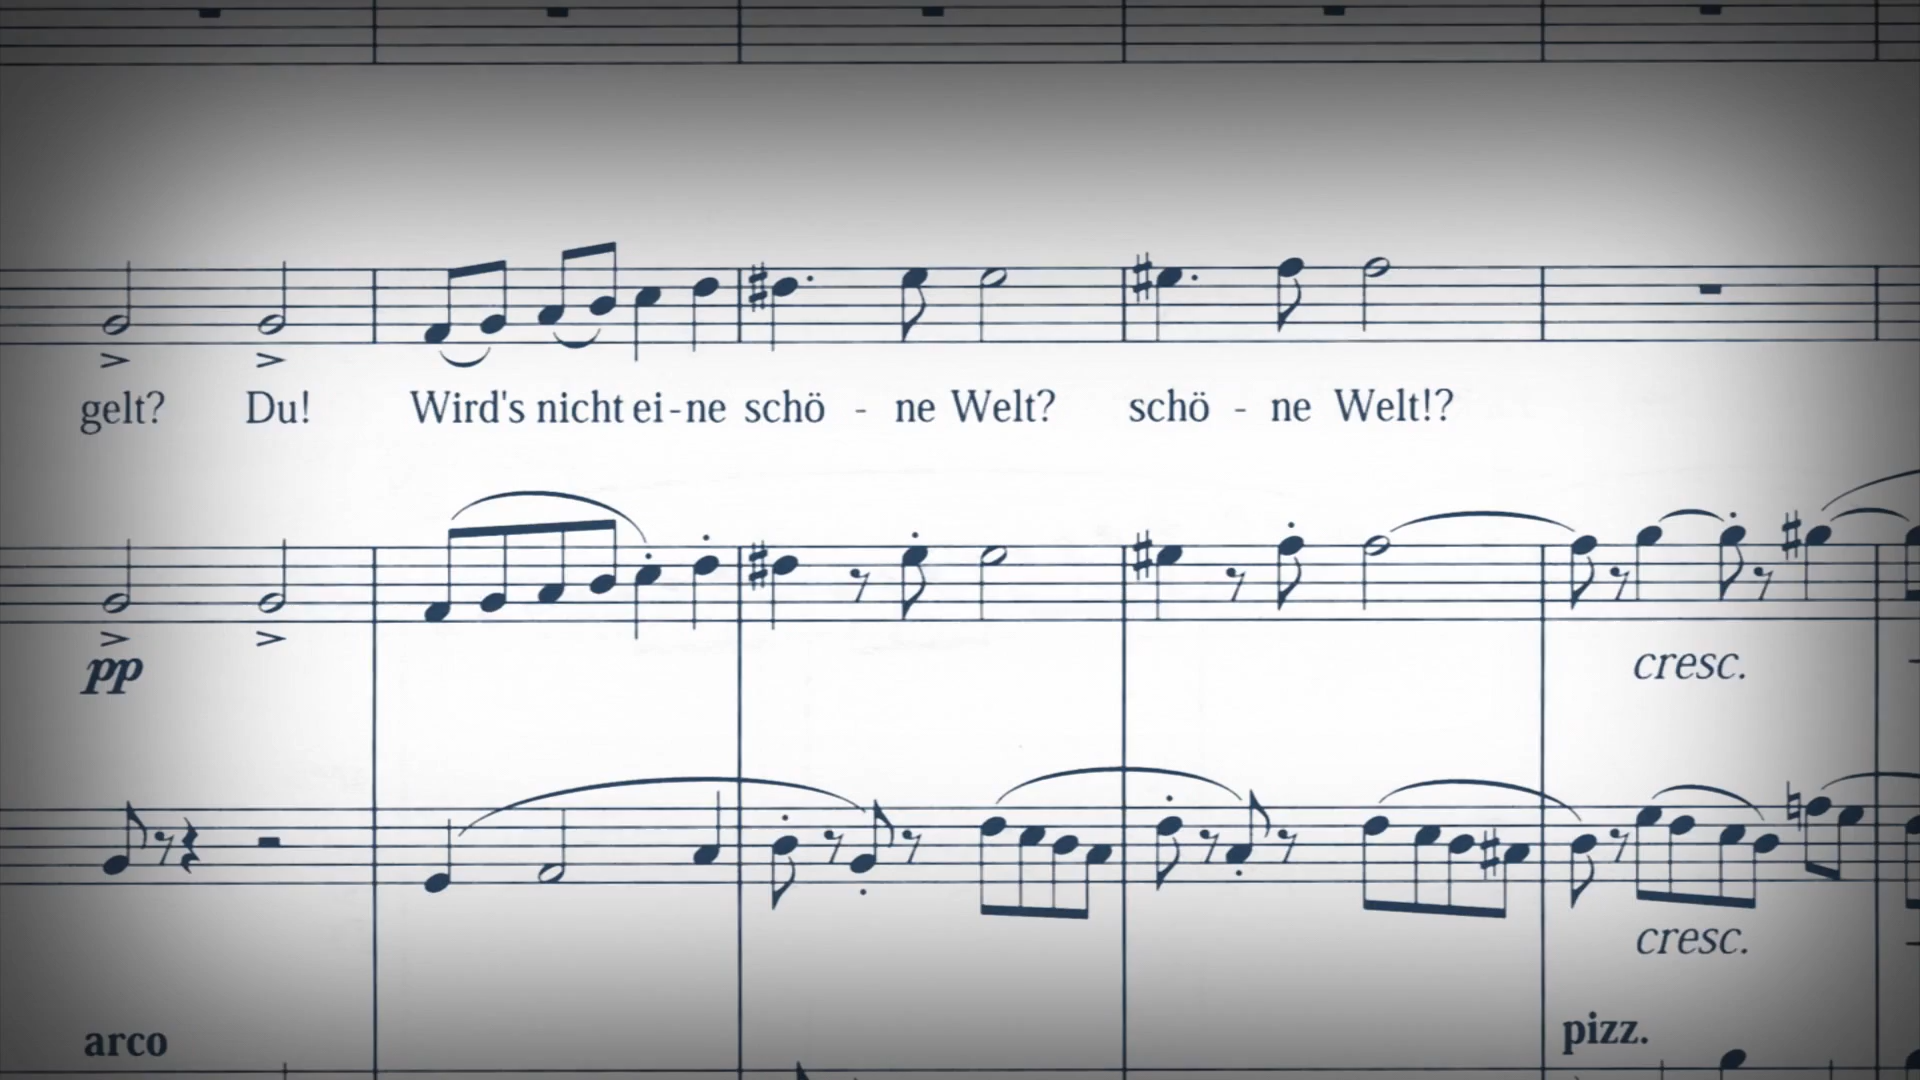 gelt? Du! Wird's nicht ei-ne schö - ne Welt? schö - ne Welt!?
pp
cresc.
cresc.
arco
pizz.